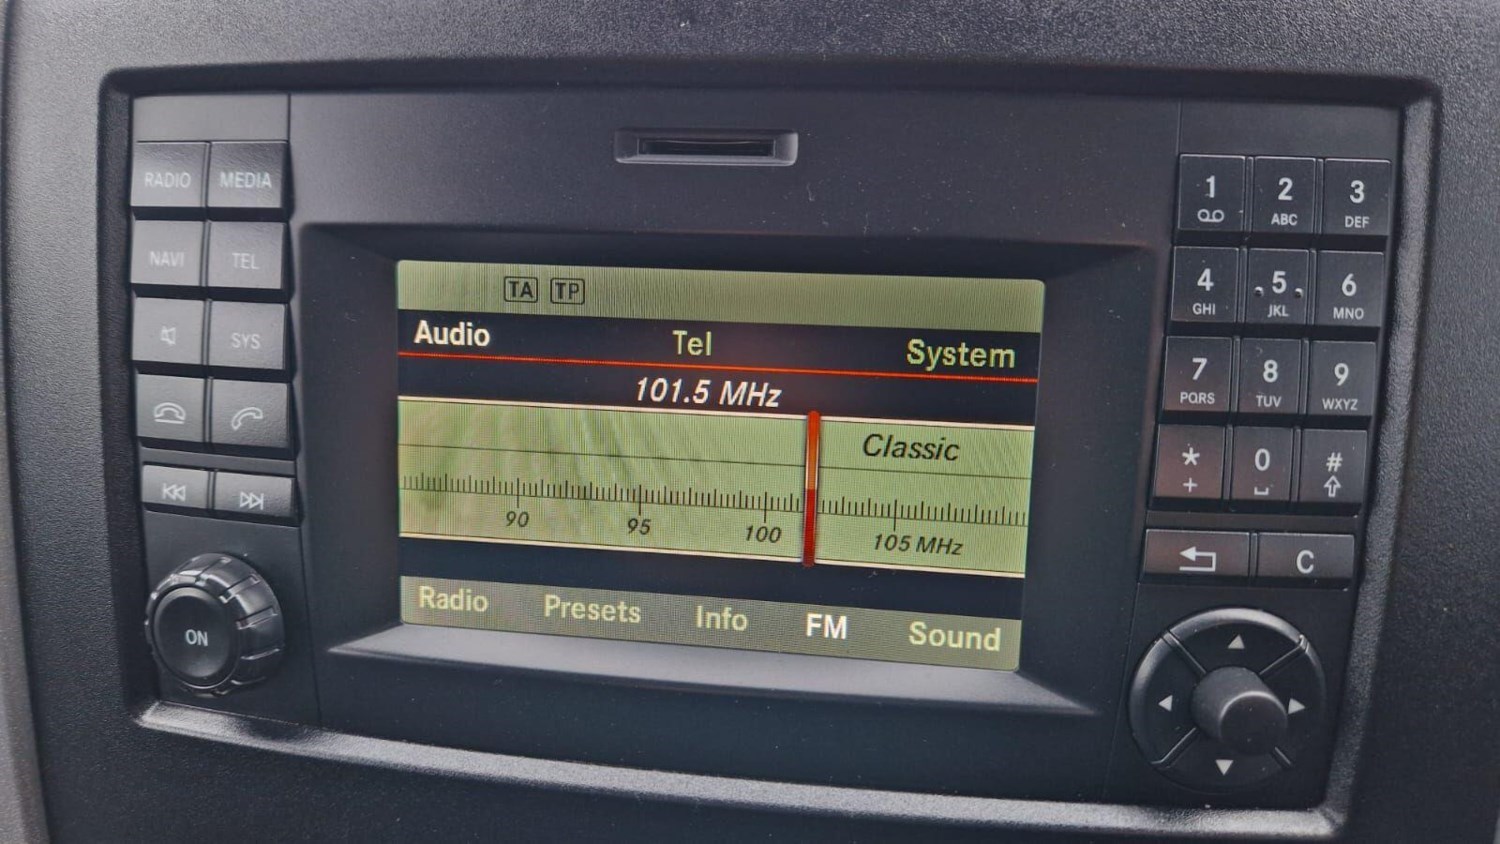 RADIO MEDIA
NAVI TEL
SYS
ON
TA TP
Audio Tel System
101.5 MHz
Classic
90 95 100 105 MHz
Radio Presets Info FM Sound
1 2 3
ABC DEF
4 5 6
GHI JKL MNO
7 8 9
PQRS TUV WXYZ
* 0 #
+
C